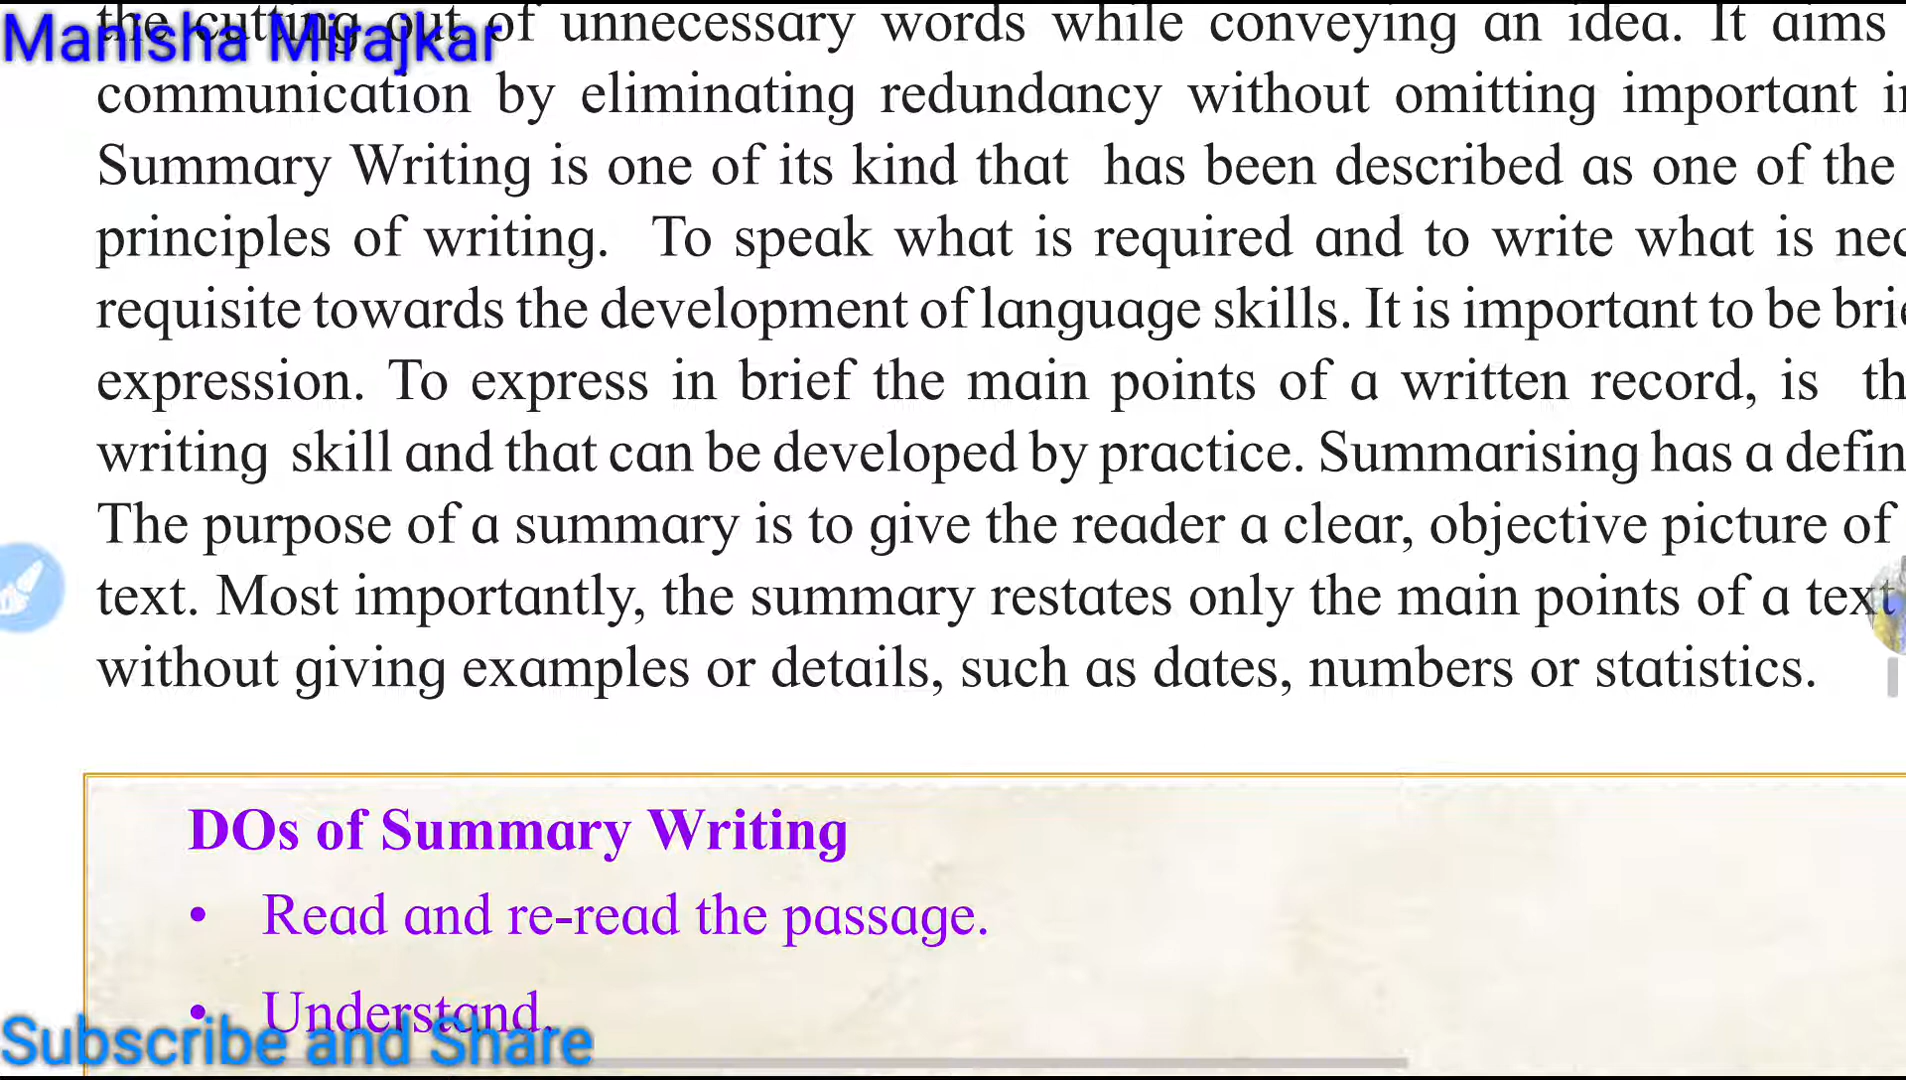 Manisha Mirajkar
the cutting out of unnecessary words while conveying an idea. It aims
communication by eliminating redundancy without omitting important
Summary Writing is one of its kind that has been described as one of the
principles of writing. To speak what is required and to write what is
requisite towards the development of language skills. It is important to be
expression. To express in brief the main points of a written record, is
writing skill and that can be developed by practice. Summarising has a
The purpose of a summary is to give the reader a clear, objective picture of
text. Most importantly, the summary restates only the main points of a text
without giving examples or details, such as dates, numbers or statistics.
DOs of Summary Writing
• Read and re-read the passage.
• Understand.
Subscribe and Share